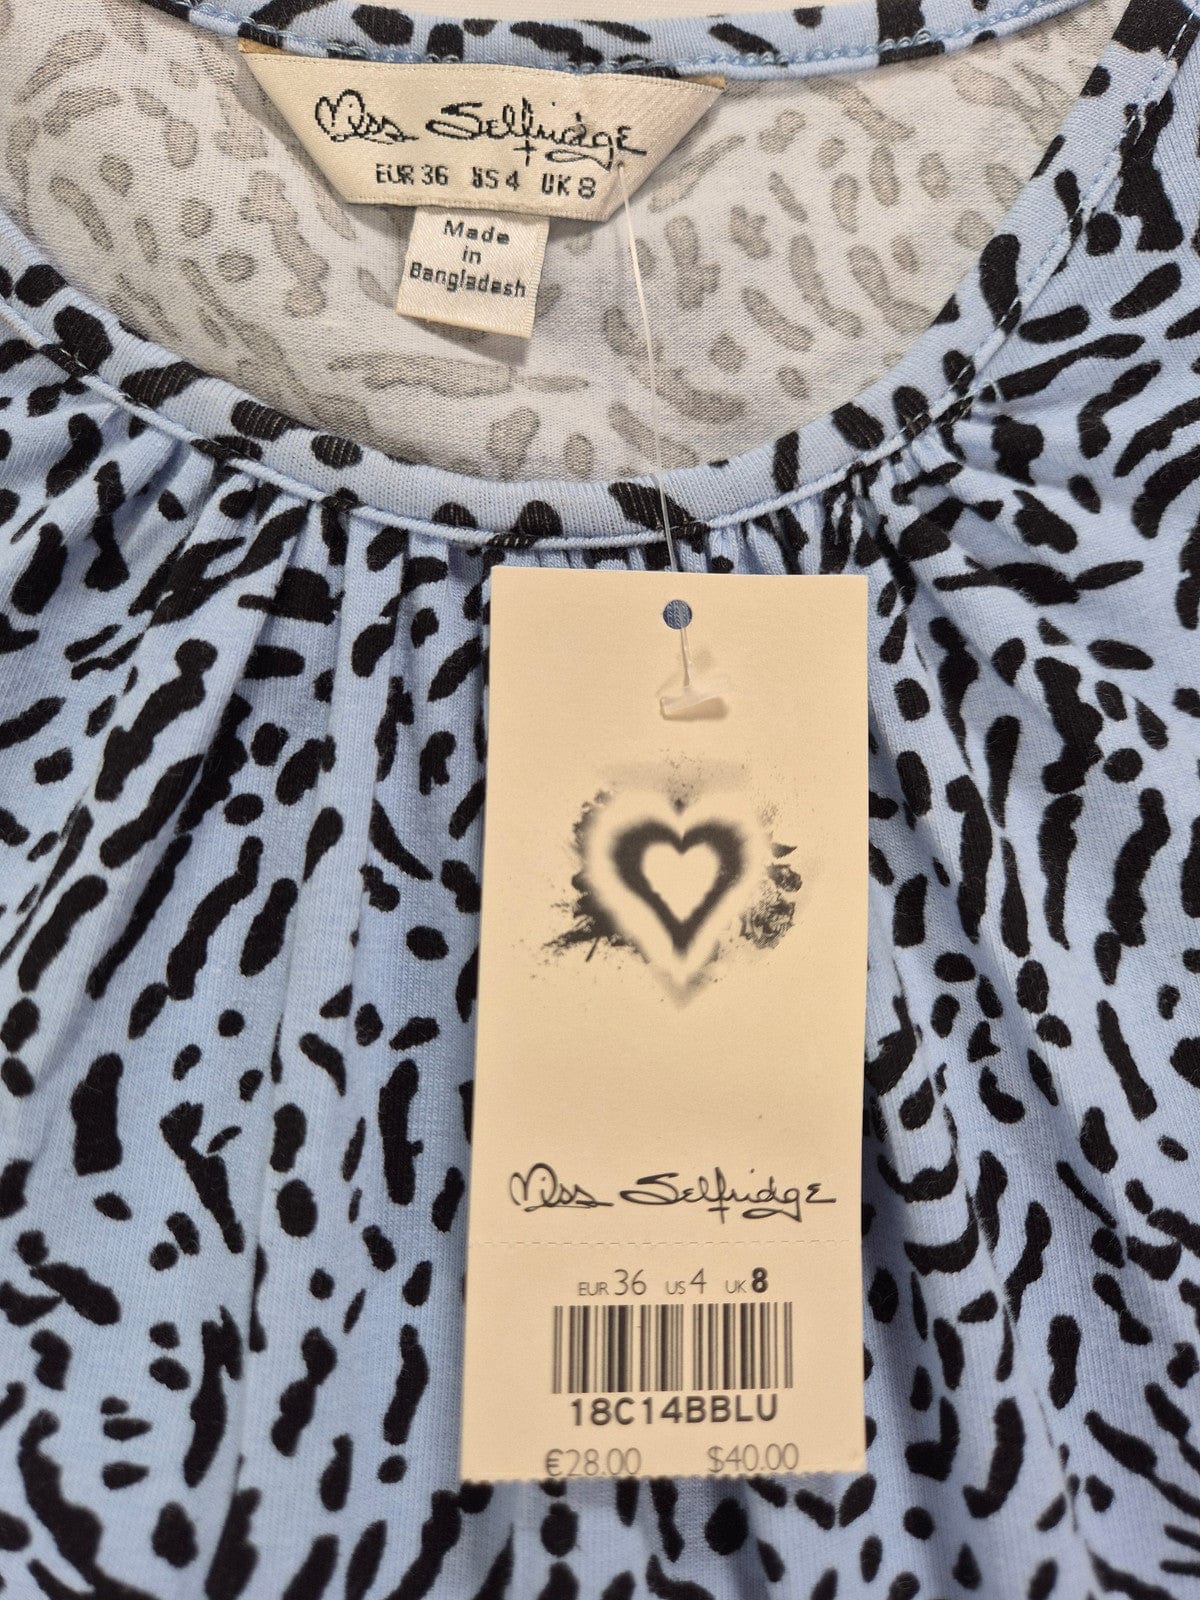 Miss Selfridge
EUR 36 US 4 UK 8
Made
in
Bangladesh
Miss Selfridge
EUR 36 US 4 UK 8
18C14BBLU
€28.00 $40.00